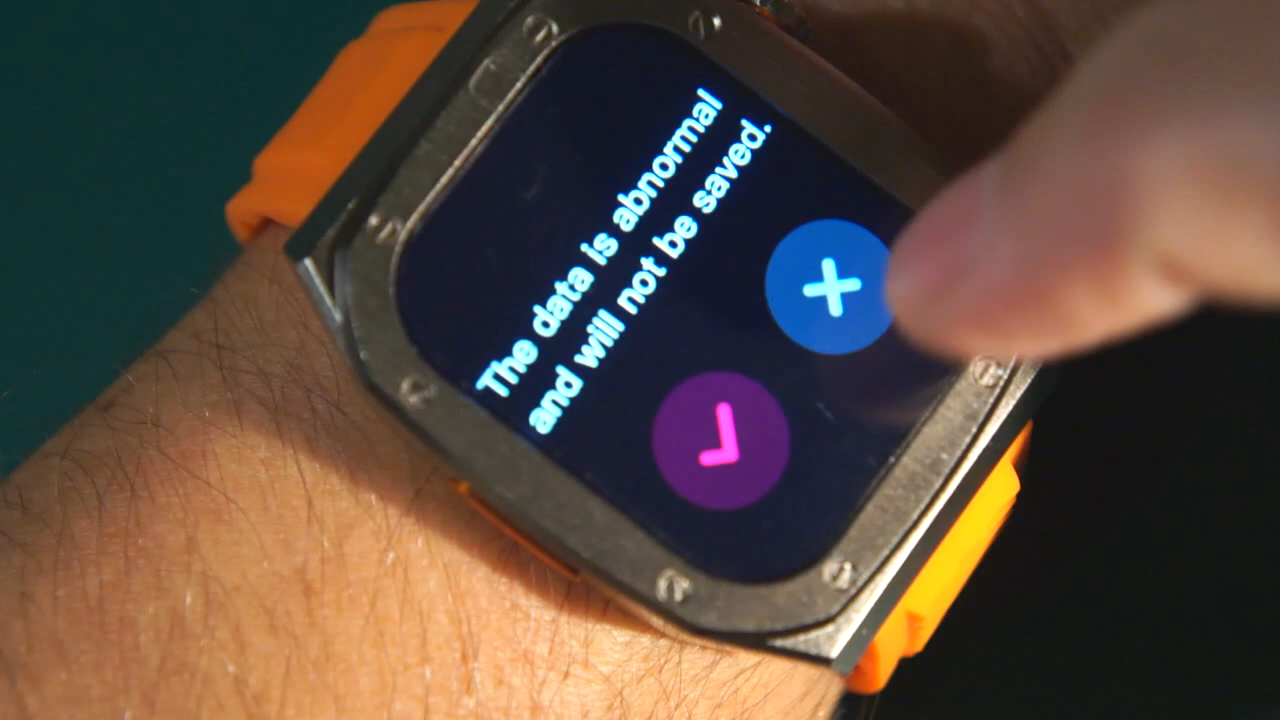 The data is abnormal
and will not be saved.